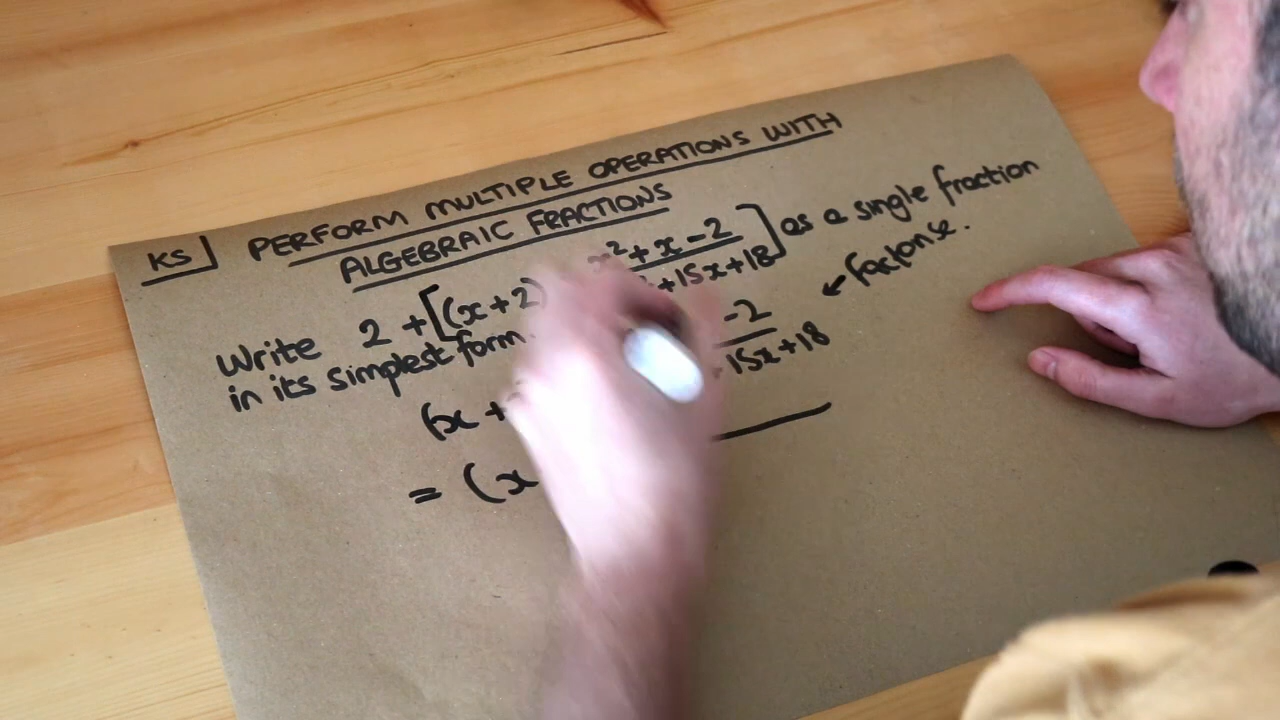 KS PERFORM MULTIPLE OPERATIONS WITH
ALGEBRAIC FRACTIONS
Write 2 + [(x+2) x² + x - 2 ] as a single fraction
+15x+18
in its simplest form.
-2 ← factorise.
(x + 15x+18
= (x